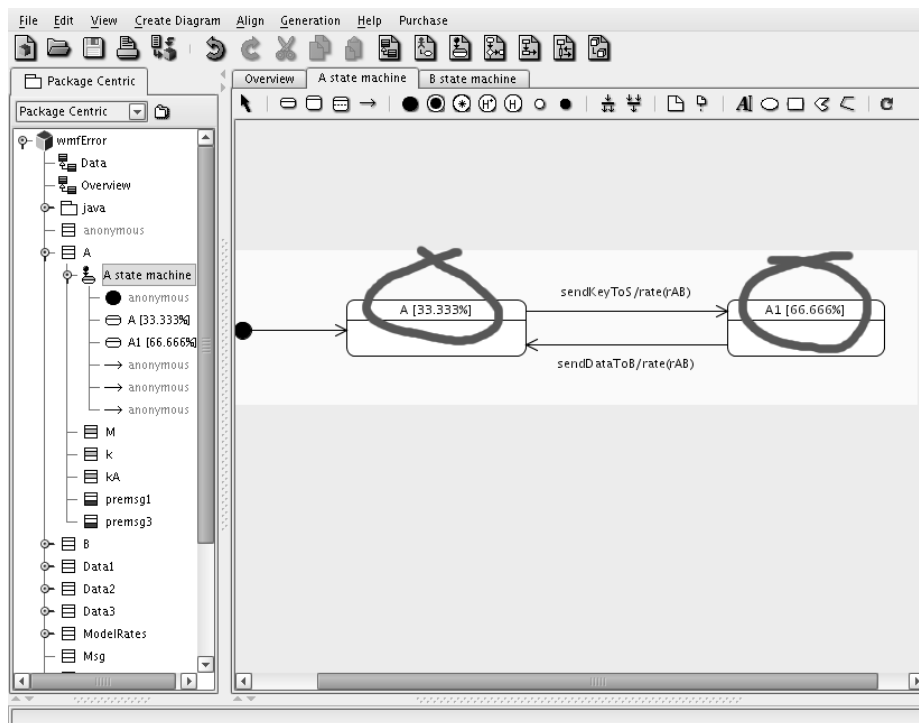 File Edit View Create Diagram Align Generation Help Purchase
Package Centric
Overview A state machine B state machine
Package Centric
wmfError
Data
Overview
java
anonymous
A
A state machine
anonymous
A [33.333%]
A1 [66.666%]
anonymous
anonymous
anonymous
M
k
kA
premsg1
premsg3
B
Data1
Data2
Data3
ModelRates
Msg
A [33.333%]
sendKeyToS/rate(rAB)
A1 [66.666%]
sendDataToB/rate(rAB)